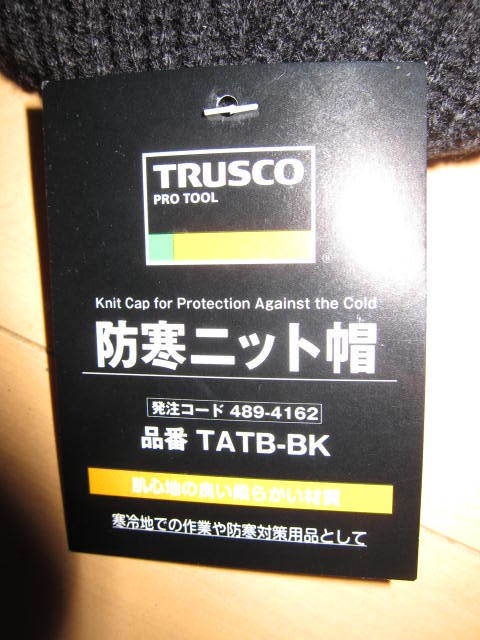 TRUSCO
PRO TOOL
®
Knit Cap for Protection Against the Cold
防寒ニット帽
発注コード 489-4162
品番 TATB-BK
肌心地の良い柔らかい材質
寒冷地での作業や防寒対策用品として